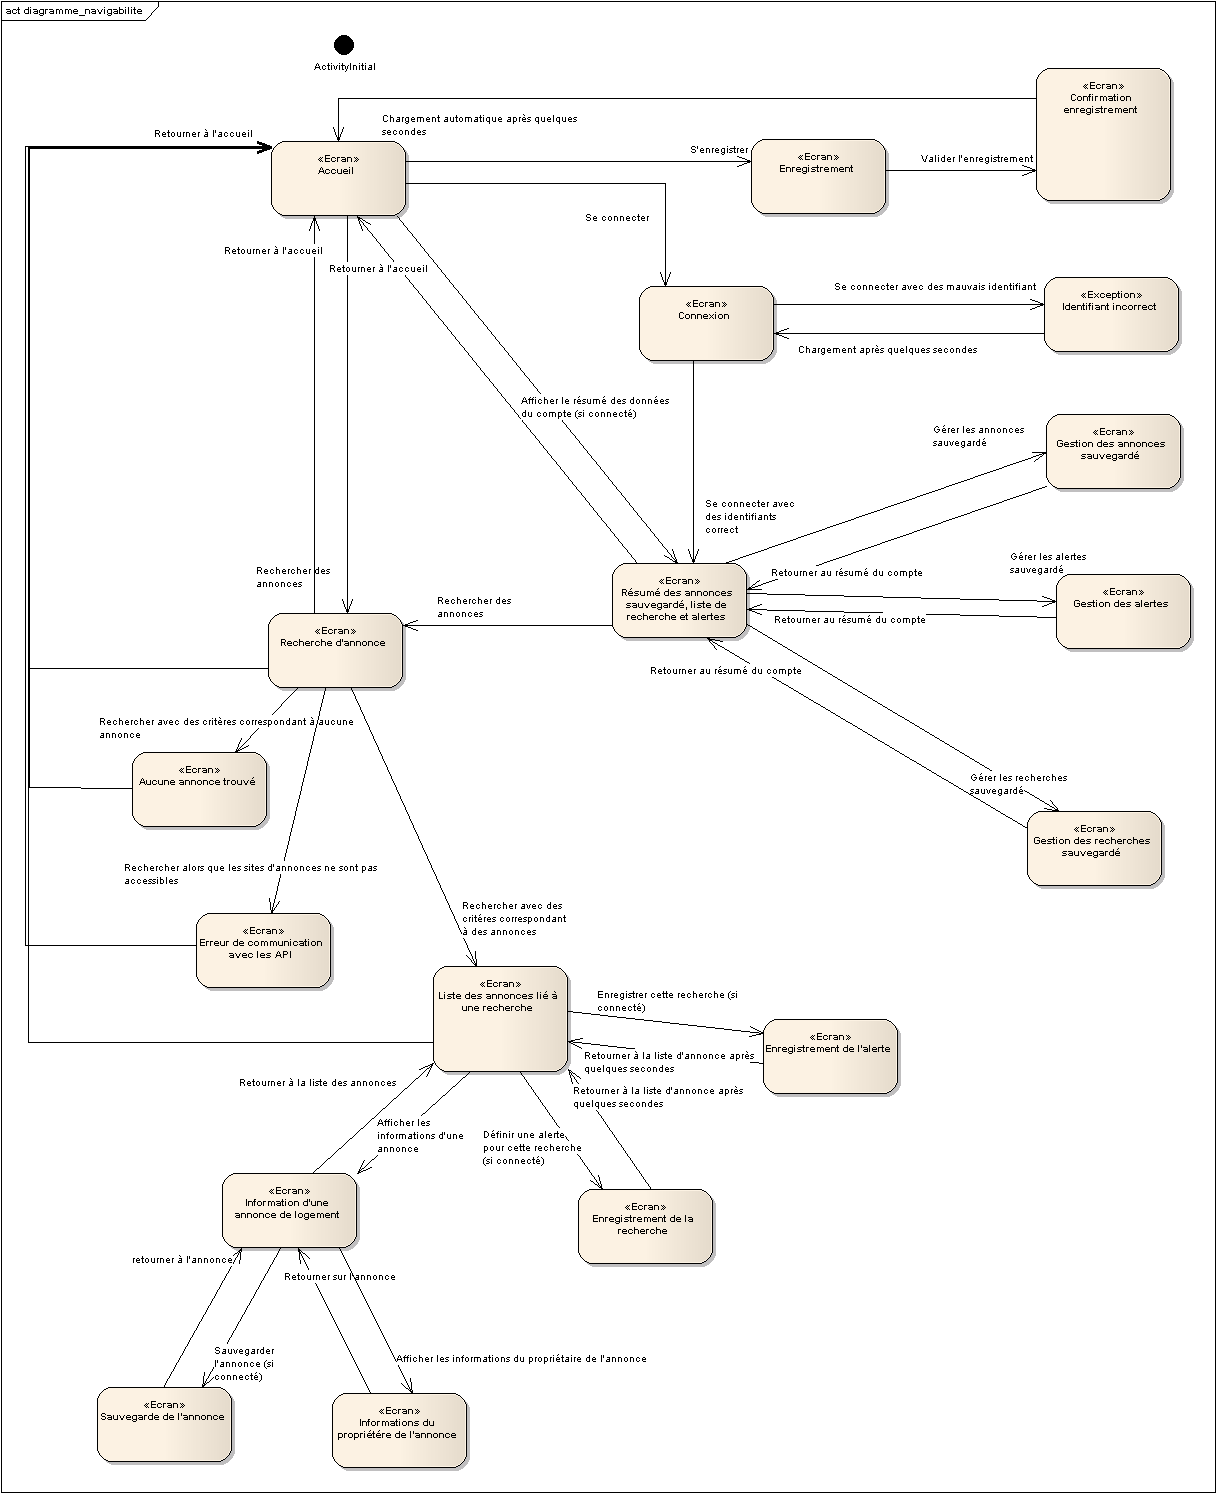 act diagramme_navigabilite
ActivityInitial
«Ecran»
Confirmation
enregistrement
Chargement automatique après quelques
secondes
Retourner à l'accueil
«Ecran»
Accueil
S'enregistrer
«Ecran»
Enregistrement
Valider l'enregistrement
Se connecter
Retourner à l'accueil
Retourner à l'accueil
«Ecran»
Connexion
Se connecter avec des mauvais identifiant
«Exception»
Identifiant incorrect
Chargement après quelques secondes
Afficher le résumé des données
du compte (si connecté)
Gérer les annonces
sauvegardé
«Ecran»
Gestion des annonces
sauvegardé
Se connecter avec
des identifiants
correct
Rechercher des
annonces
Retourner au résumé du compte
Gérer les alertes
sauvegardé
«Ecran»
Résumé des annonces
sauvegardé, liste de
recherche et alertes
«Ecran»
Gestion des alertes
Rechercher des
annonces
Retourner au résumé du compte
«Ecran»
Recherche d'annonce
Retourner au résumé du compte
Rechercher avec des critères correspondant à aucune
annonce
«Ecran»
Aucune annonce trouvé
Gérer les recherches
sauvegardé
«Ecran»
Gestion des recherches
sauvegardé
Rechercher alors que les sites d'annonces ne sont pas
accessibles
Rechercher avec des
critéres correspondant
à des annonces
«Ecran»
Erreur de communication
avec les API
«Ecran»
Liste des annonces lié à
une recherche
Enregistrer cette recherche (si
connecté)
«Ecran»
Enregistrement de l'alerte
Retourner à la liste d'annonce après
quelques secondes
Retourner à la liste des annonces
Retourner à la liste d'annonce après
quelques secondes
Afficher les
informations d'une
annonce
Définir une alerte
pour cette recherche
(si connecté)
«Ecran»
Information d'une
annonce de logement
«Ecran»
Enregistrement de la
recherche
retourner à l'annonce
Retourner sur l'annonce
Sauvegarder
l'annonce (si
connecté)
Afficher les informations du propriétaire de l'annonce
«Ecran»
Sauvegarde de l'annonce
«Ecran»
Informations du
propriétére de l'annonce